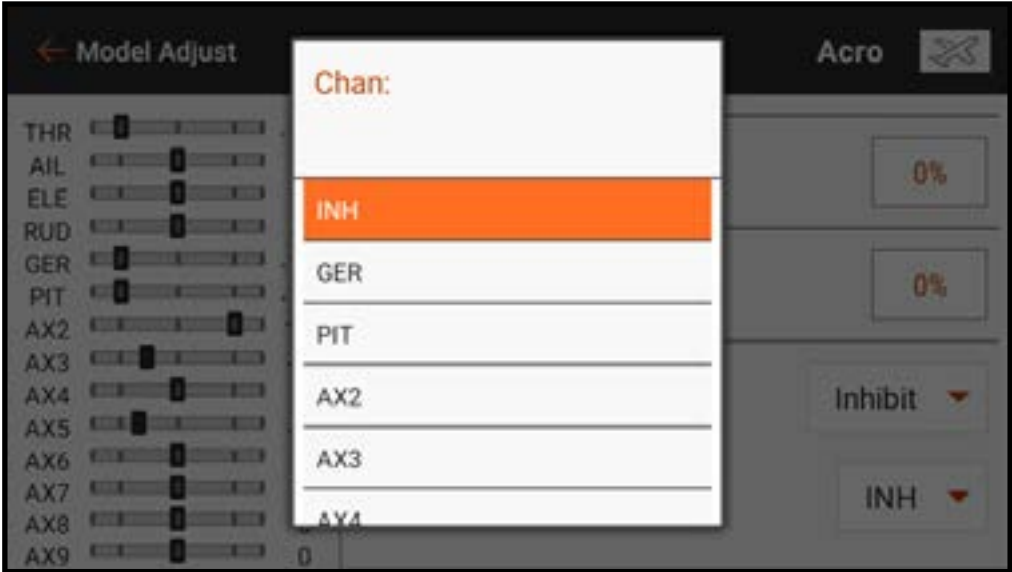 ← Model Adjust
Acro
Chan:
INH
GER
PIT
AX2
AX3
AX4
THR
AIL
ELE
RUD
GER
PIT
AX2
AX3
AX4
AX5
AX6
AX7
AX8
AX9
0
0%
0%
Inhibit
INH